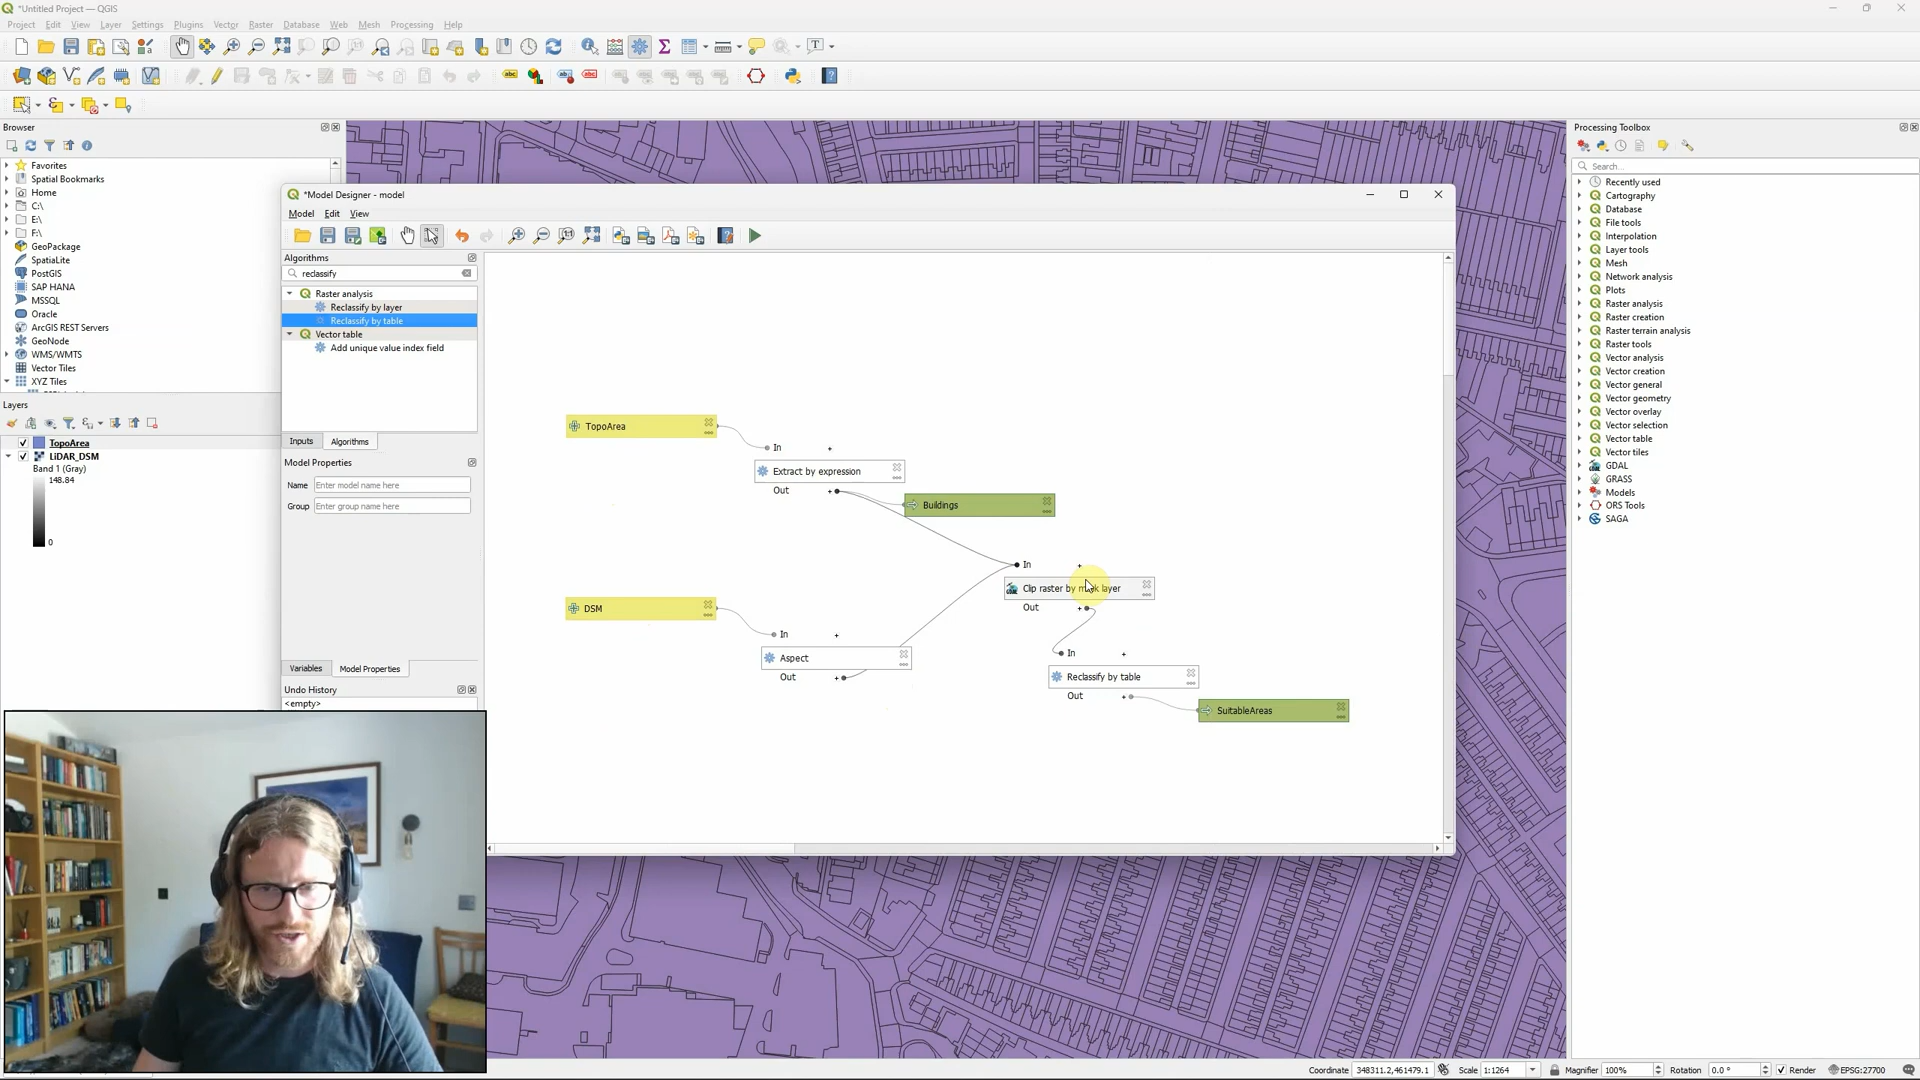 *Untitled Project — QGIS
Project Edit View Layer Settings Plugins Vector Raster Database Web Mesh Processing Help
Browser
Favorites
Spatial Bookmarks
Home
C:\
E:\
F:\
GeoPackage
SpatiaLite
PostGIS
SAP HANA
MSSQL
Oracle
ArcGIS REST Servers
GeoNode
WMS/WMTS
Vector Tiles
XYZ Tiles
Layers
TopoArea
LiDAR_DSM
Band 1 (Gray)
148.84
0
*Model Designer - model
Model Edit View
Algorithms
reclassify
Raster analysis
Reclassify by layer
Reclassify by table
Vector table
Add unique value index field
Inputs Algorithms
Model Properties
Name Enter model name here
Group Enter group name here
Variables Model Properties
Undo History
<empty>
TopoArea
In
Extract by expression
Out
Buildings
In
Clip raster by mask layer
Out
DSM
In
Aspect
Out
In
Reclassify by table
Out
SuitableAreas
Processing Toolbox
Search...
Recently used
Cartography
Database
File tools
Interpolation
Layer tools
Mesh
Network analysis
Plots
Raster analysis
Raster creation
Raster terrain analysis
Raster tools
Vector analysis
Vector creation
Vector general
Vector geometry
Vector overlay
Vector selection
Vector table
Vector tiles
GDAL
GRASS
Models
ORS Tools
SAGA
Coordinate 348311.2,461479.1 Scale 1:1264 Magnifier 100% Rotation 0.0 ° Render EPSG:27700